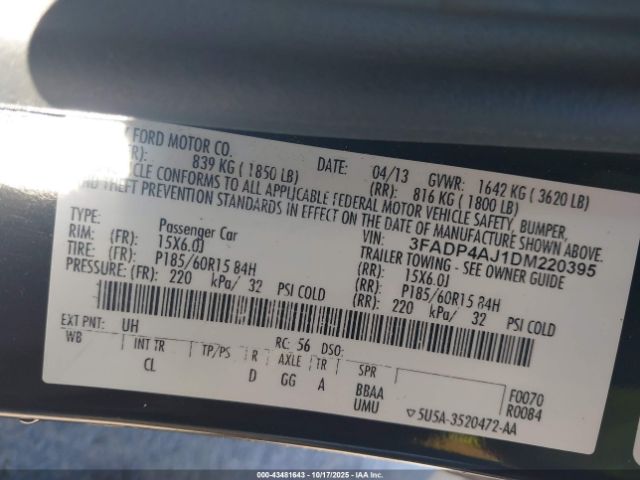 FORD MOTOR CO.
DATE: 04/13 GVWR: 1642 KG ( 3620 LB)
839 KG ( 1850 LB) (RR): 816 KG ( 1800 LB)
VEHICLE CONFORMS TO ALL APPLICABLE FEDERAL MOTOR VEHICLE SAFETY, BUMPER,
AND THEFT PREVENTION STANDARDS IN EFFECT ON THE DATE OF MANUFACTURE SHOWN ABOVE.
VIN: 3FADP4AJ1DM220395
TYPE: Passenger Car TRAILER TOWING - SEE OWNER GUIDE
RIM: (FR): 15X6.0J (RR): 15X6.0J
TIRE: (FR): P185/60R15 84H (RR): P185/60R15 84H
PRESSURE: (FR): 220 kPa/ 32 PSI COLD (RR): 220 kPa/ 32 PSI COLD
EXT PNT: UH RC: 56 DSO:
WB INT TR TP/PS R AXLE TR SPR
CL D GG A BBAA F0070
UMU R0084
5U5A-3520472-AA
000-43481643 - 10/17/2025 - IAAI